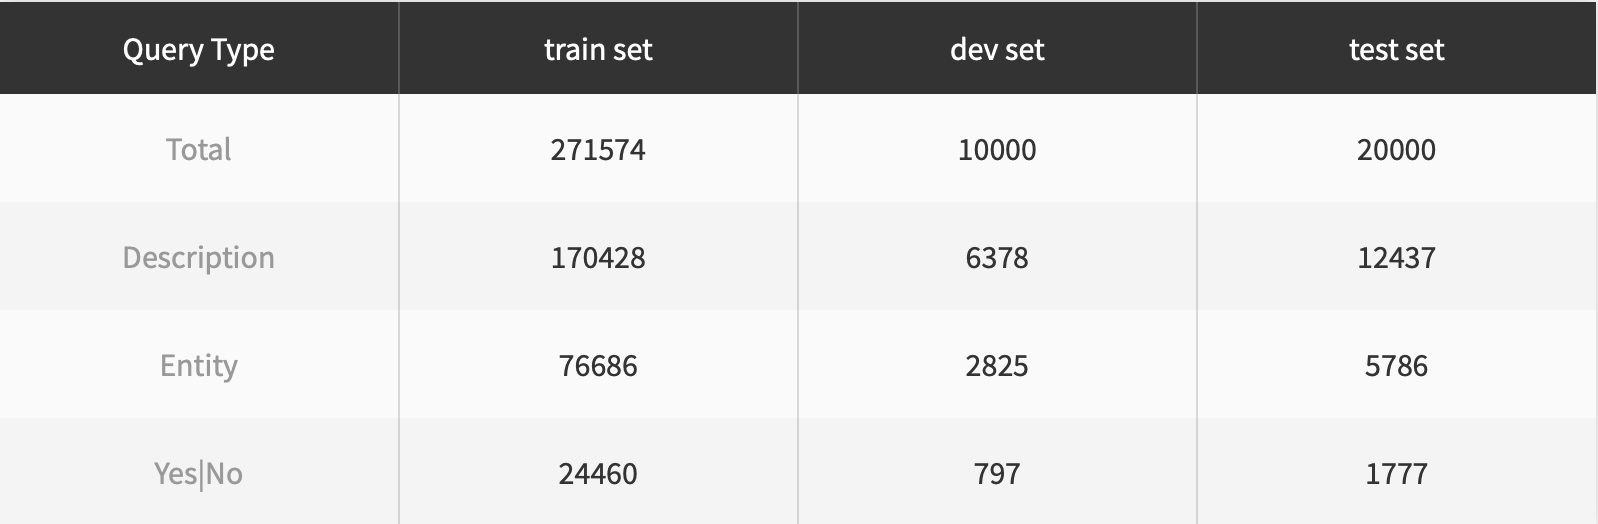 Query Type train set dev set test set
Total 271574 10000 20000
Description 170428 6378 12437
Entity 76686 2825 5786
Yes|No 24460 797 1777